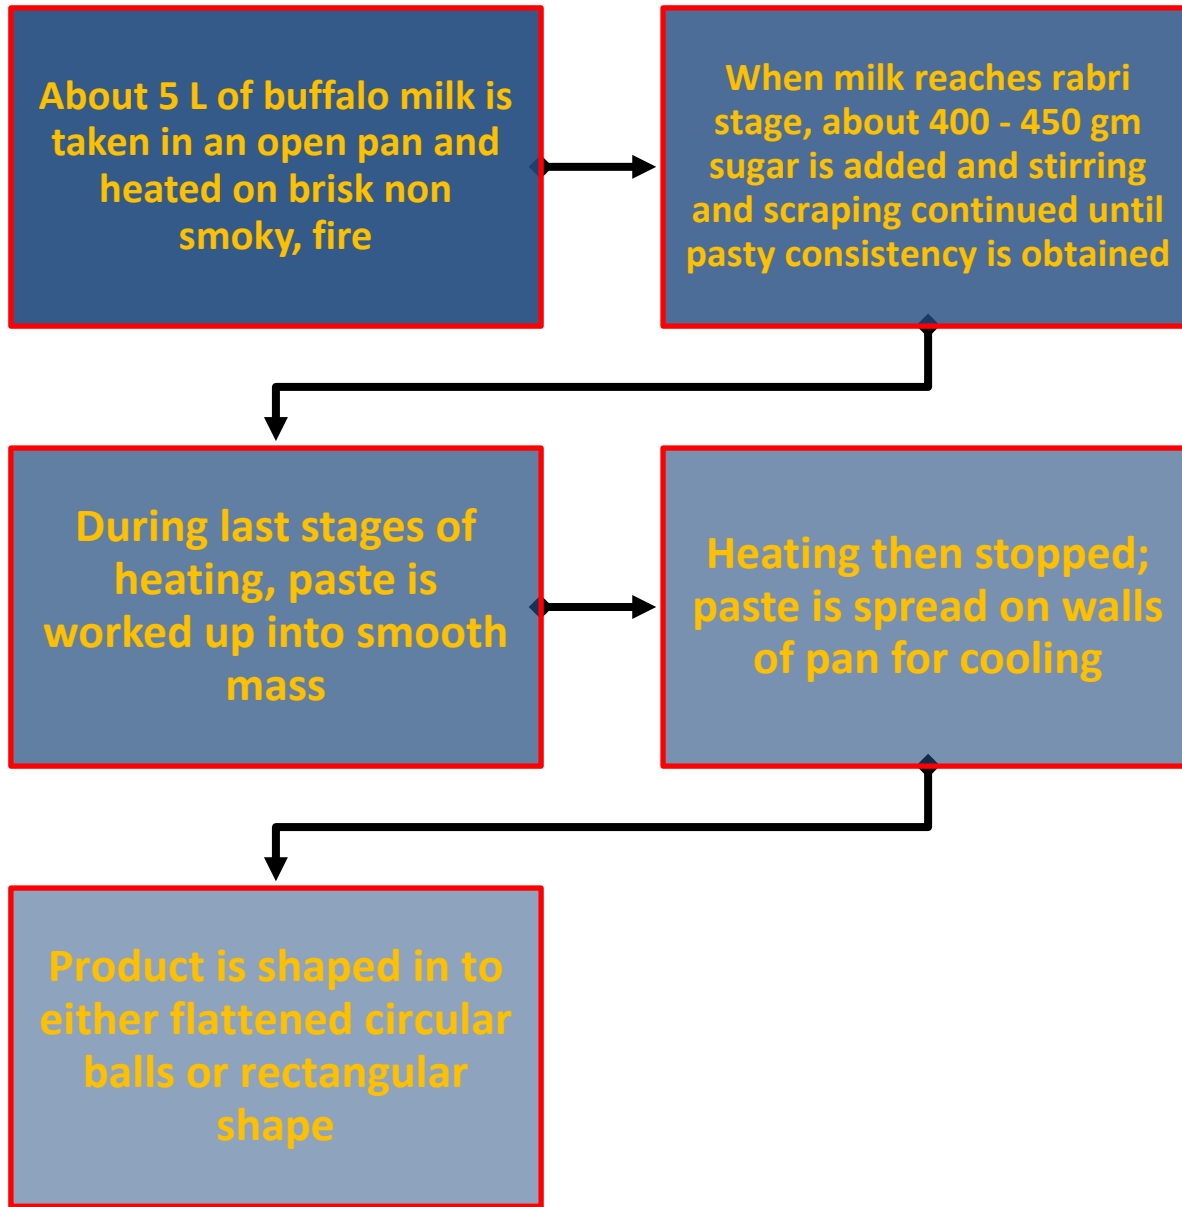 About 5 L of buffalo milk is
taken in an open pan and
heated on brisk non
smoky, fire
When milk reaches rabri
stage, about 400 - 450 gm
sugar is added and stirring
and scraping continued until
pasty consistency is obtained
During last stages of
heating, paste is
worked up into smooth
mass
Heating then stopped;
paste is spread on walls
of pan for cooling
Product is shaped in to
either flattened circular
balls or rectangular
shape